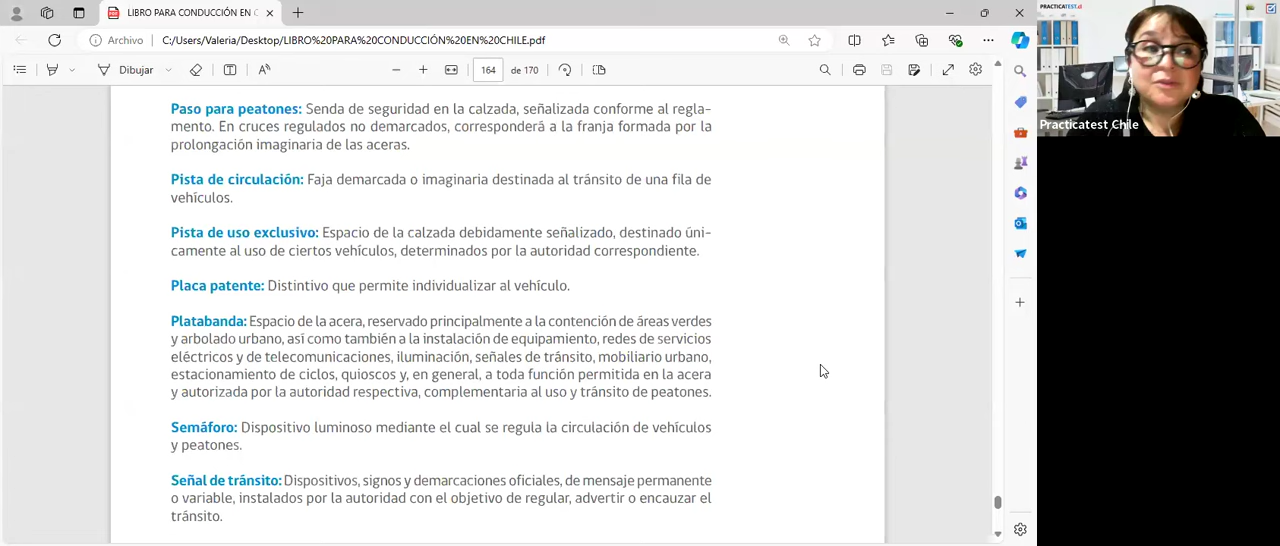 LIBRO PARA CONDUCCIÓN EN C
Archivo
C:/Users/Valeria/Desktop/LIBRO%20PARA%20CONDUCCIÓN%20EN%20CHILE.pdf
Dibujar
164 de 170
PRACTICATEST.cl
Practicatest Chile
Paso para peatones: Senda de seguridad en la calzada, señalizada conforme al regla-
mento. En cruces regulados no demarcados, corresponderá a la franja formada por la
prolongación imaginaria de las aceras.
Pista de circulación: Faja demarcada o imaginaria destinada al tránsito de una fila de
vehículos.
Pista de uso exclusivo: Espacio de la calzada debidamente señalizado, destinado úni-
camente al uso de ciertos vehículos, determinados por la autoridad correspondiente.
Placa patente: Distintivo que permite individualizar al vehículo.
Platabanda: Espacio de la acera, reservado principalmente a la contención de áreas verdes
y arbolado urbano, así como también a la instalación de equipamiento, redes de servicios
eléctricos y de telecomunicaciones, iluminación, señales de tránsito, mobiliario urbano,
estacionamiento de ciclos, quioscos y, en general, a toda función permitida en la acera
y autorizada por la autoridad respectiva, complementaria al uso y tránsito de peatones.
Semáforo: Dispositivo luminoso mediante el cual se regula la circulación de vehículos
y peatones.
Señal de tránsito: Dispositivos, signos y demarcaciones oficiales, de mensaje permanente
o variable, instalados por la autoridad con el objetivo de regular, advertir o encauzar el
tránsito.